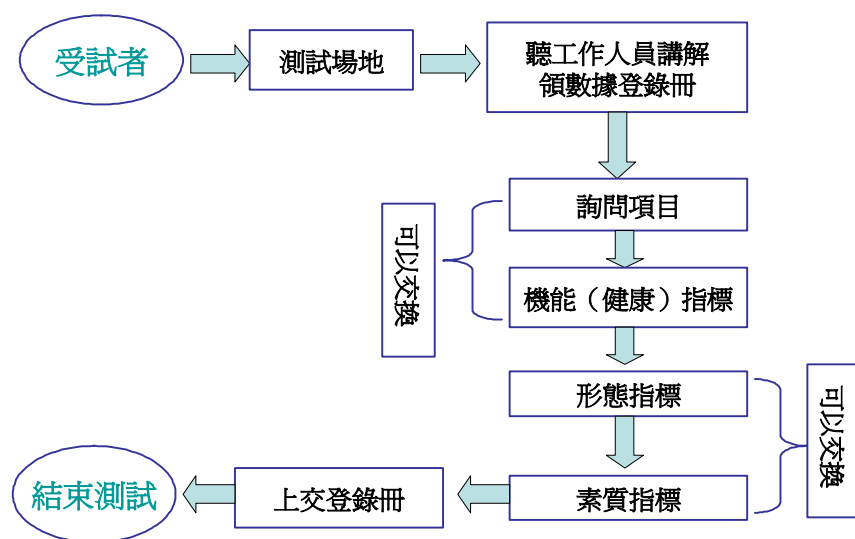 受試者
測試場地
聽工作人員講解
領數據登錄冊
詢問項目
可以交換
機能（健康）指標
形態指標
可以交換
素質指標
上交登錄冊
結束測試